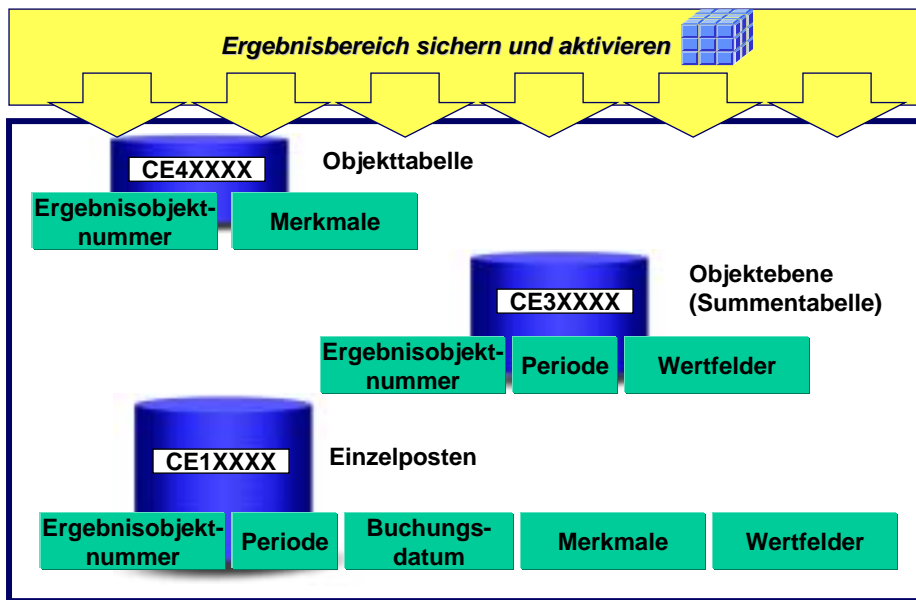 Ergebnisbereich sichern und aktivieren
CE4XXXX
Objekttabelle
Ergebnisobjekt-
nummer
Merkmale
CE3XXXX
Objektebene
(Summentabelle)
Ergebnisobjekt-
nummer
Periode
Wertfelder
CE1XXXX
Einzelposten
Ergebnisobjekt-
nummer
Periode
Buchungs-
datum
Merkmale
Wertfelder